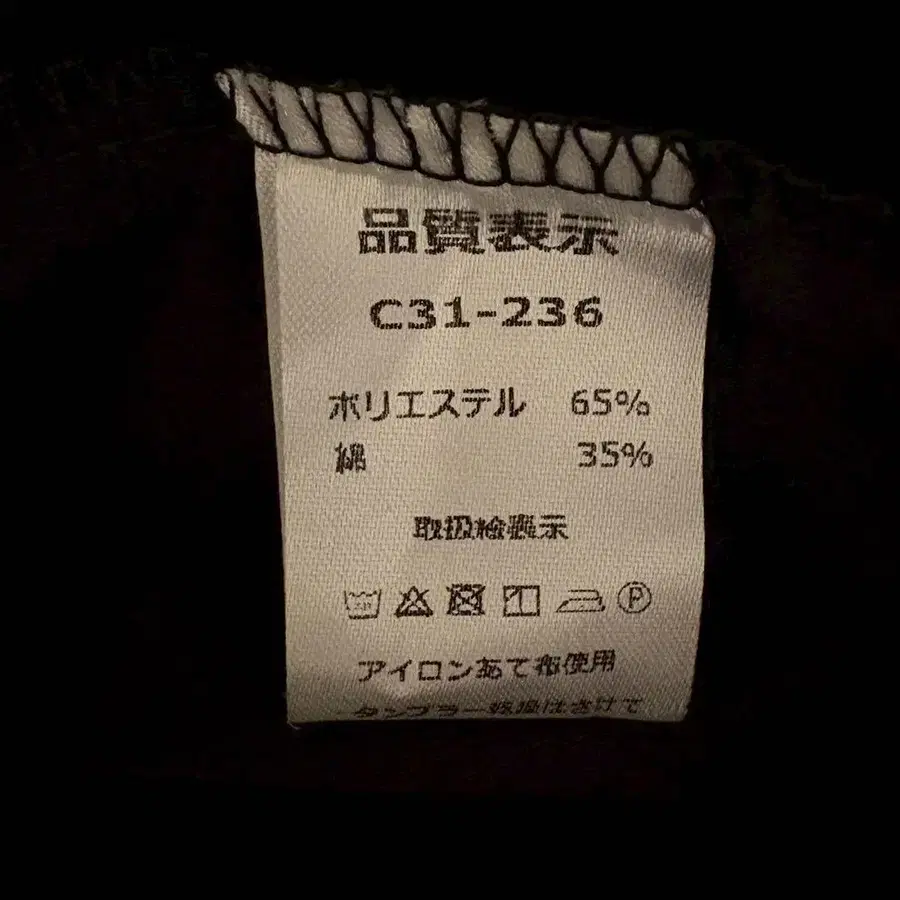 品質表示
C31-236
ポリエステル 65%
綿 35%
取扱検表示
P
アイロンあて布使用
タンブラー乾燥はさけて